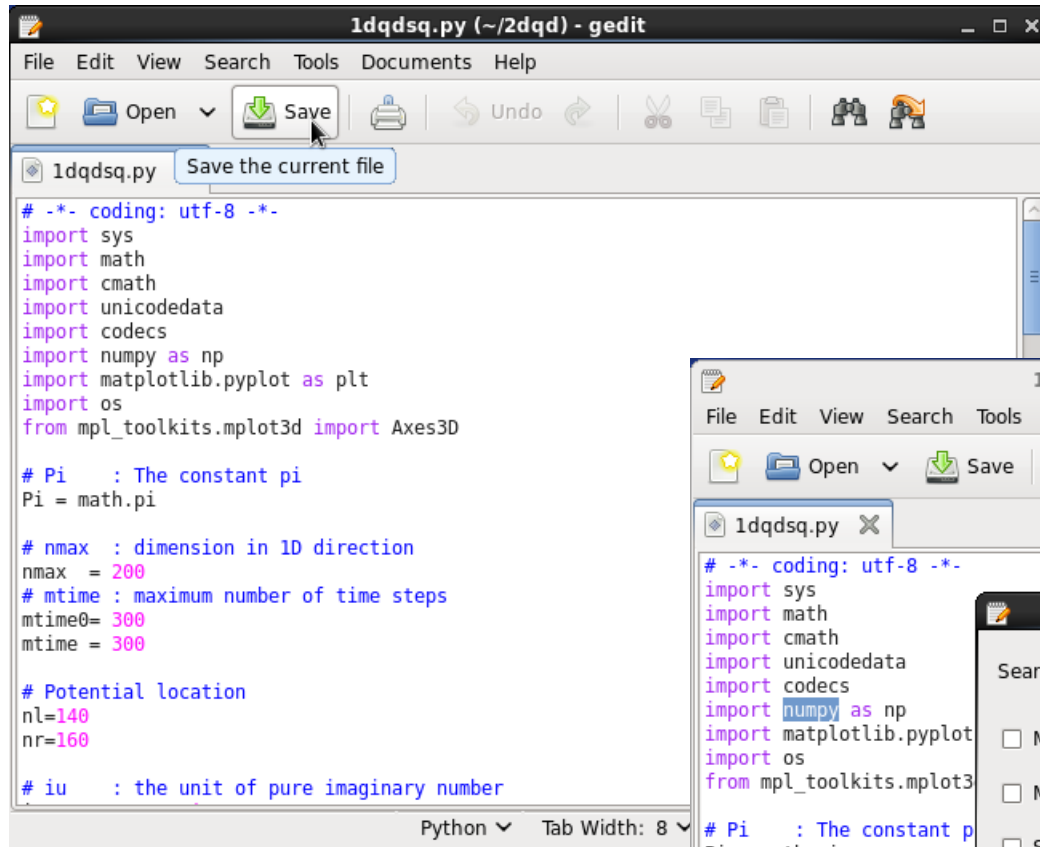 1dqdsq.py (~/2dqd) - gedit
File Edit View Search Tools Documents Help
Open Save Undo
1dqdsq.py
Save the current file
# -*- coding: utf-8 -*-
import sys
import math
import cmath
import unicodedata
import codecs
import numpy as np
import matplotlib.pyplot as plt
import os
from mpl_toolkits.mplot3d import Axes3D
# Pi    : The constant pi
Pi = math.pi
# nmax  : dimension in 1D direction
nmax  = 200
# mtime : maximum number of time steps
mtime0= 300
mtime = 300
# Potential location
nl=140
nr=160
# iu    : the unit of pure imaginary number
Python Tab Width: 8
File Edit View Search Tools
Open Save
1dqdsq.py
# -*- coding: utf-8 -*-
import sys
import math
import cmath
import unicodedata
import codecs
import numpy as np
import matplotlib.pyplot
import os
from mpl_toolkits.mplot3
# Pi    : The constant p
Sear